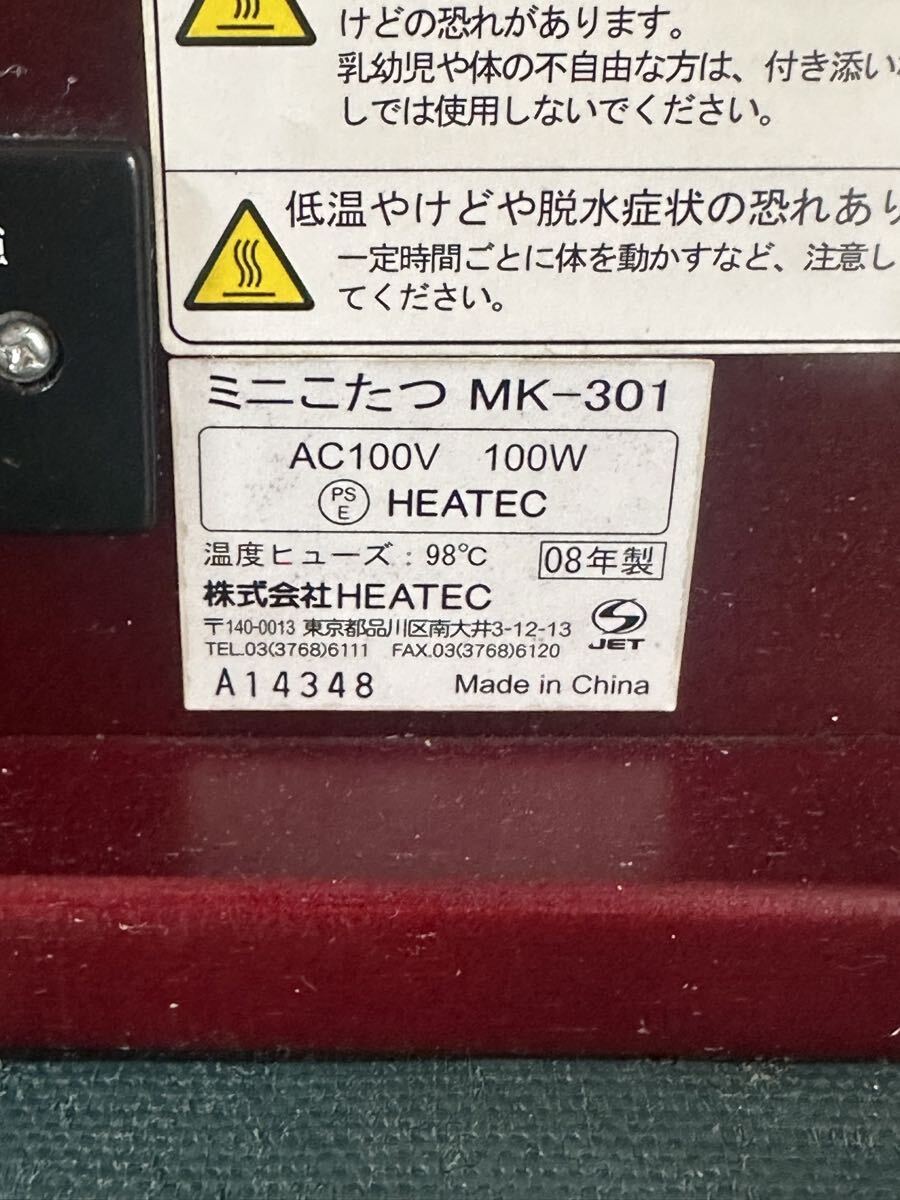 けどの恐れがあります。
乳幼児や体の不自由な方は、付き添い
しでは使用しないでください。
低温やけどや脱水症状の恐れあり
一定時間ごとに体を動かすなど、注意し
てください。
ミニこたつ MK-301
AC100V 100W
PS E HEATEC
温度ヒューズ:98℃ 08年製
株式会社HEATEC
〒140-0013 東京都品川区南大井3-12-13
TEL.03(3768)6111 FAX.03(3768)6120
S JET
A14348 Made in China